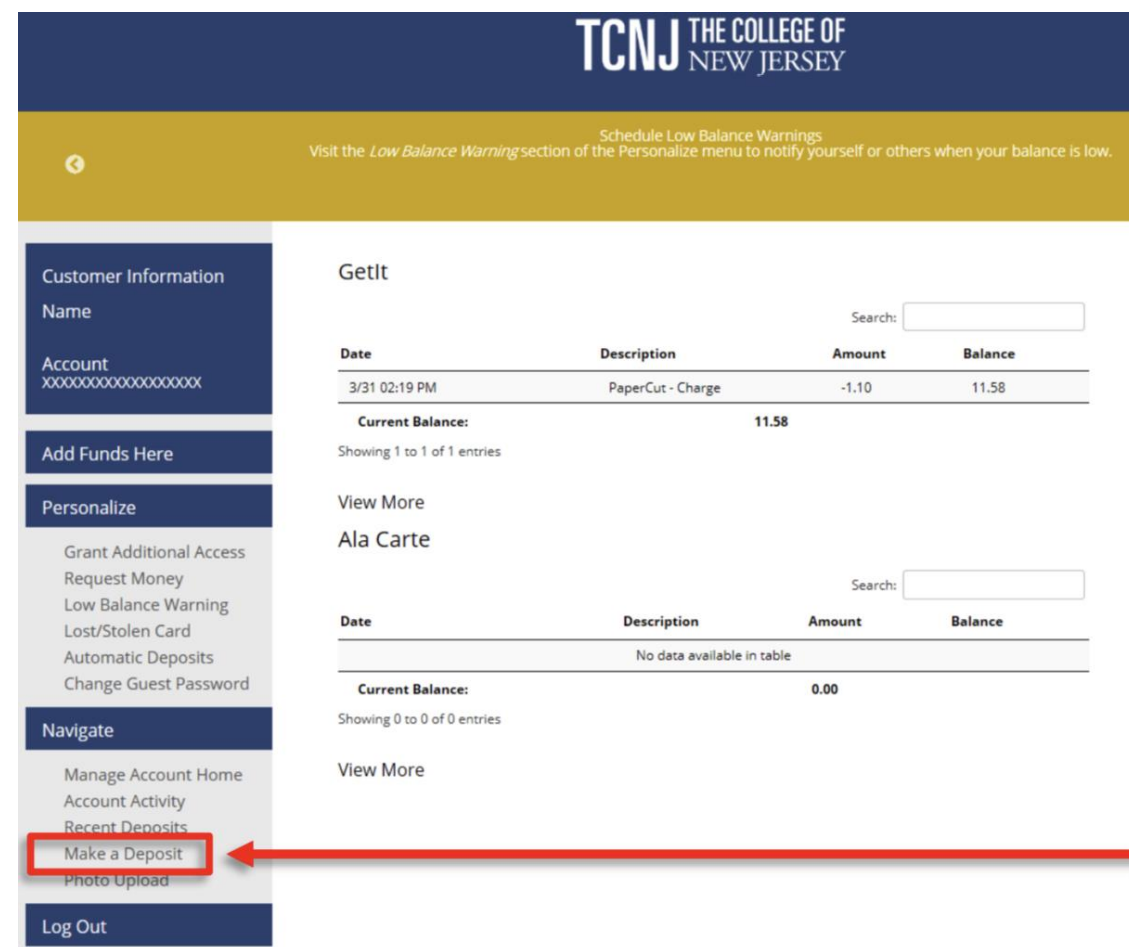 TCNJ THE COLLEGE OF
NEW JERSEY
Schedule Low Balance Warnings
Visit the Low Balance Warning section of the Personalize menu to notify yourself or others when your balance is low.
Customer Information
Name
Account
XXXXXXXXXXXXXXXXXXX
Add Funds Here
Personalize
Grant Additional Access
Request Money
Low Balance Warning
Lost/Stolen Card
Automatic Deposits
Change Guest Password
Navigate
Manage Account Home
Account Activity
Recent Deposits
Make a Deposit
Photo Upload
Log Out
GetIt
Search:
Date Description Amount Balance
3/31 02:19 PM PaperCut - Charge -1.10 11.58
Current Balance: 11.58
Showing 1 to 1 of 1 entries
View More
Ala Carte
Search:
Date Description Amount Balance
No data available in table
Current Balance: 0.00
Showing 0 to 0 of 0 entries
View More